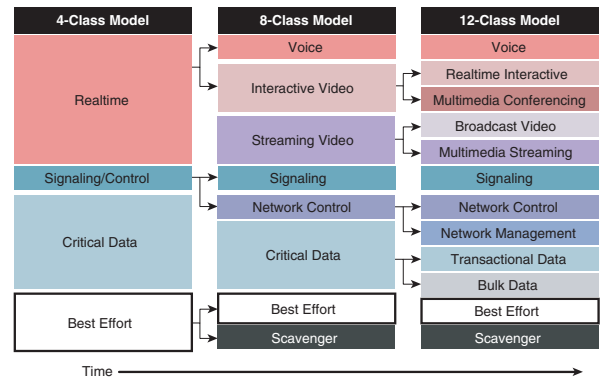 4-Class Model
8-Class Model
12-Class Model
Realtime
Signaling/Control
Critical Data
Best Effort
Voice
Interactive Video
Streaming Video
Signaling
Network Control
Critical Data
Best Effort
Scavenger
Voice
Realtime Interactive
Multimedia Conferencing
Broadcast Video
Multimedia Streaming
Signaling
Network Control
Network Management
Transactional Data
Bulk Data
Best Effort
Scavenger
Time